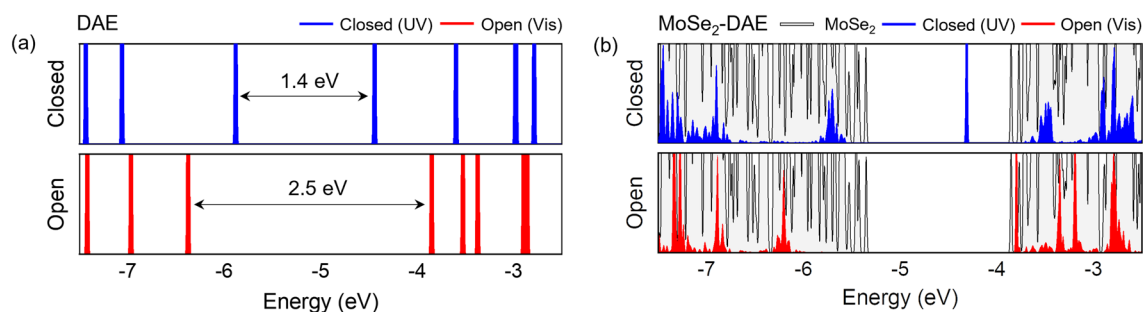 (a) DAE Closed (UV) Open (Vis)
Closed
1.4 eV
Open
2.5 eV
-7 -6 -5 -4 -3
Energy (eV)
(b) MoSe₂-DAE MoSe₂ Closed (UV) Open (Vis)
Closed
Open
-7 -6 -5 -4 -3
Energy (eV)